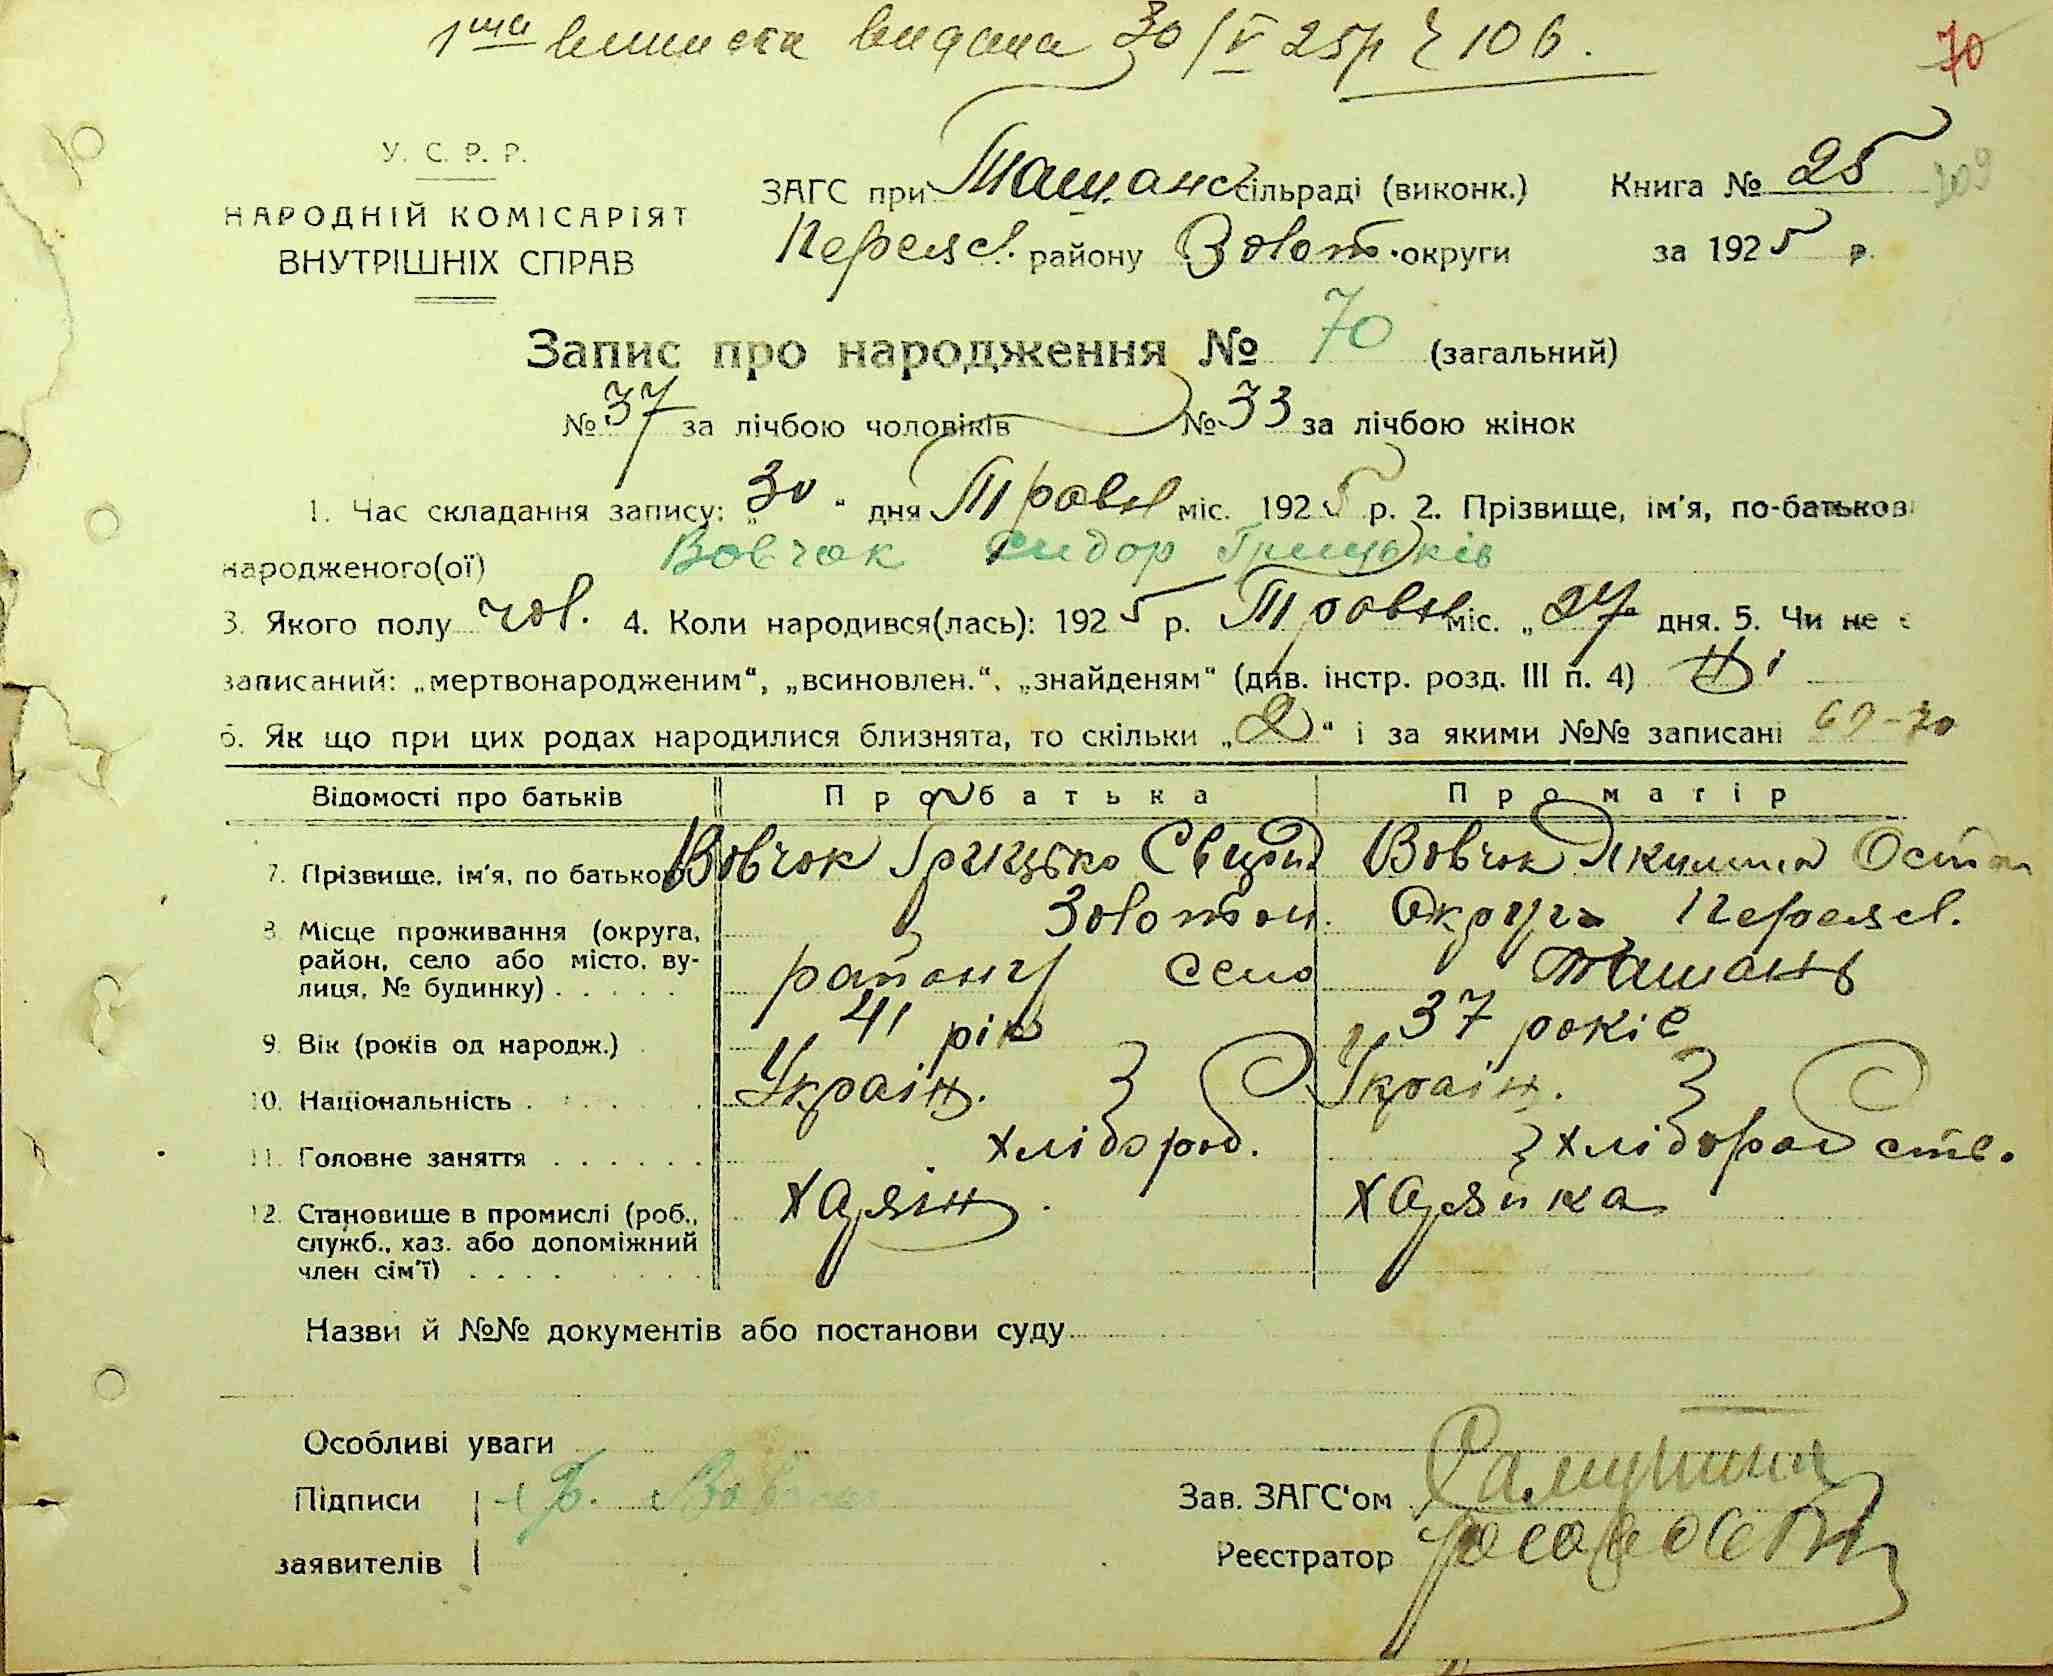 1ша виписка видана 30/V 25р № 106.
70
У. С. Р. Р.
НАРОДНІЙ КОМІСАРІЯТ
ВНУТРІШНІХ СПРАВ
ЗАГС при Ташанс сільраді (виконк.) Книга № 25 209
Переясл. району Золот. округи за 1925 р.
Запис про народження № 70 (загальний)
№ 37 за лічбою чоловіків № 33 за лічбою жінок
1. Час складання запису: „30“ дня Травня міс. 1925 р. 2. Прізвище, ім'я, по-батькові
народженого(ої) Вовчок Сидор Грицьків
3. Якого полу чол. 4. Коли народився(лась): 1925 р. Травня міс. „27 дня. 5. Чи не є
записаний: „мертвонародженим“, „всиновлен.“, „знайденям“ (див. інстр. розд. III п. 4) Ні
6. Як що при цих родах народилися близнята, то скільки „2“ і за якими №№ записані 69-70
Відомості про батьків Про батька Про матір
7. Прізвище, ім'я, по батькові Вовчок Грицько Вовчок Якилина Остап
8. Місце проживання (округа, Золотон. Округа Переясл.
район, село або місто, ву- району село Ташань
лиця, № будинку) . . . . .
9. Вік (років од народж.) 41 рік 37 років
10. Національність . . . . . . Україн. Україн.
11. Головне заняття . . . . . . хлібороб. хліборобств.
12. Становище в промислі (роб., хазяїн. хазяйка
служб., хаз. або допоміжний
член сім'ї) . . . .
Назви й №№ документів або постанови суду
Особливі уваги
Підписи Вовчок
Зав. ЗАГС'ом
заявителів
Реєстратор